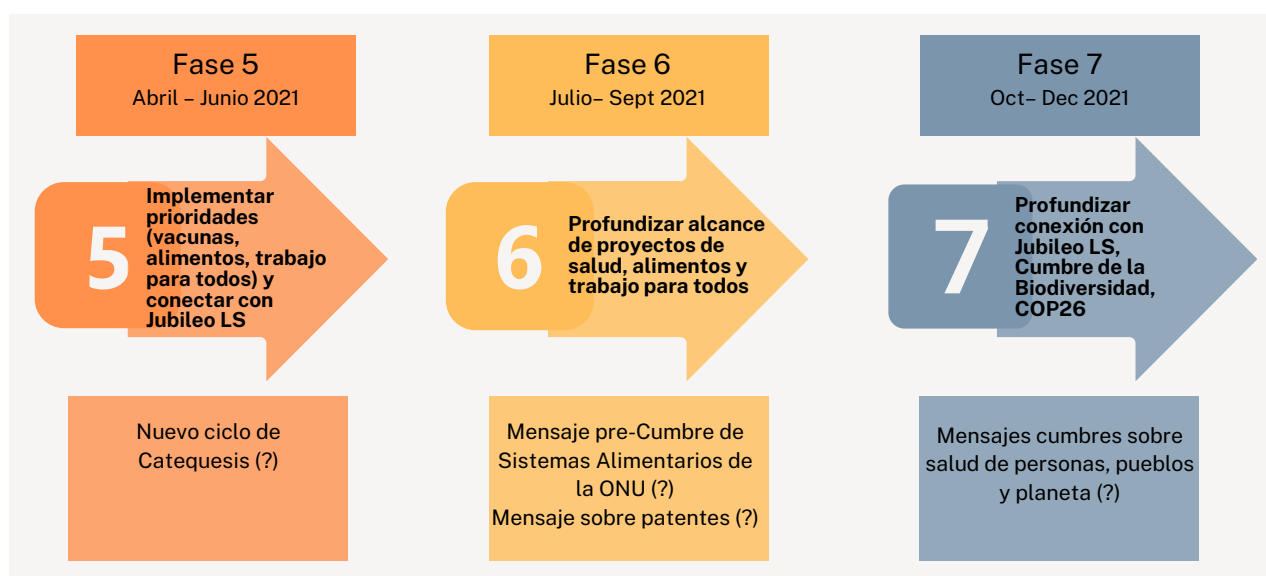 Fase 5
Abril – Junio 2021
5
Implementar
prioridades
(vacunas,
alimentos, trabajo
para todos) y
conectar con
Jubileo LS
Nuevo ciclo de
Catequesis (?)
Fase 6
Julio– Sept 2021
6
Profundizar alcance
de proyectos de
salud, alimentos y
trabajo para todos
Mensaje pre-Cumbre de
Sistemas Alimentarios de
la ONU (?)
Mensaje sobre patentes (?)
Fase 7
Oct– Dec 2021
7
Profundizar
conexión con
Jubileo LS,
Cumbre de la
Biodiversidad,
COP26
Mensajes cumbres sobre
salud de personas, pueblos
y planeta (?)